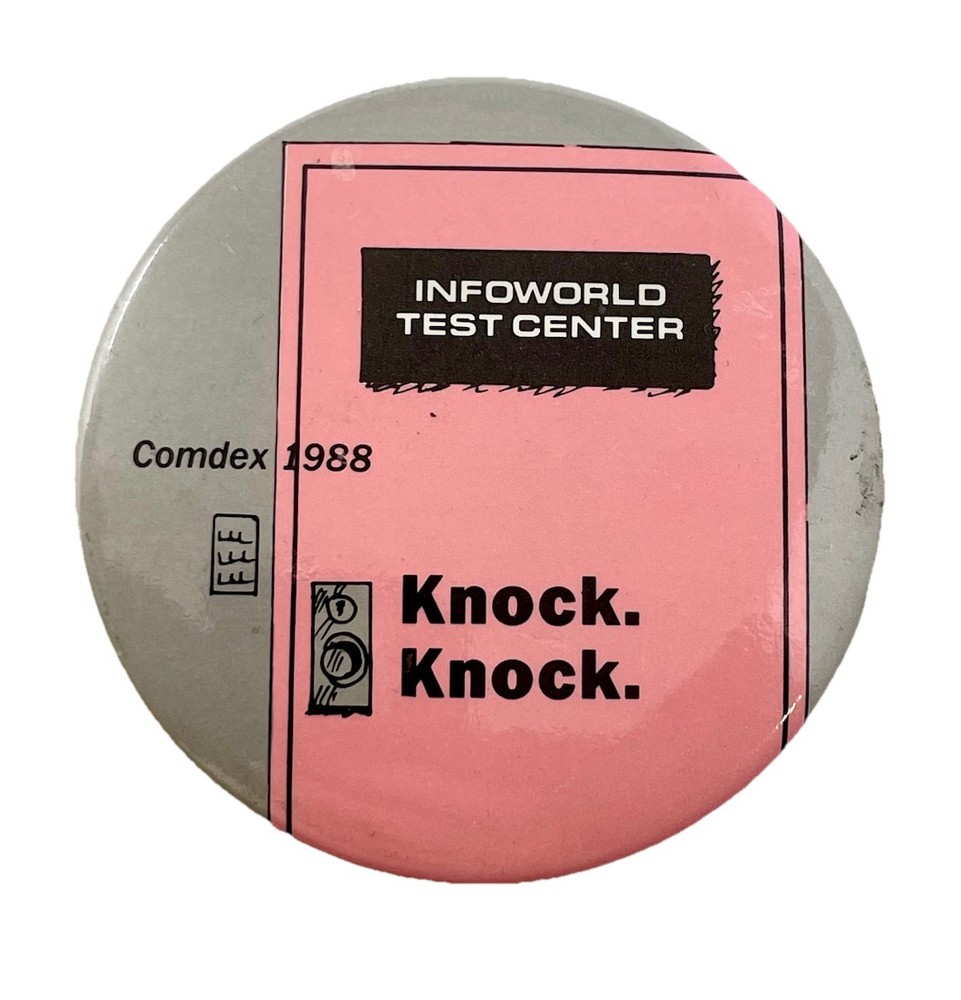 INFOWORLD
TEST CENTER
Comdex 1988
Knock.
Knock.